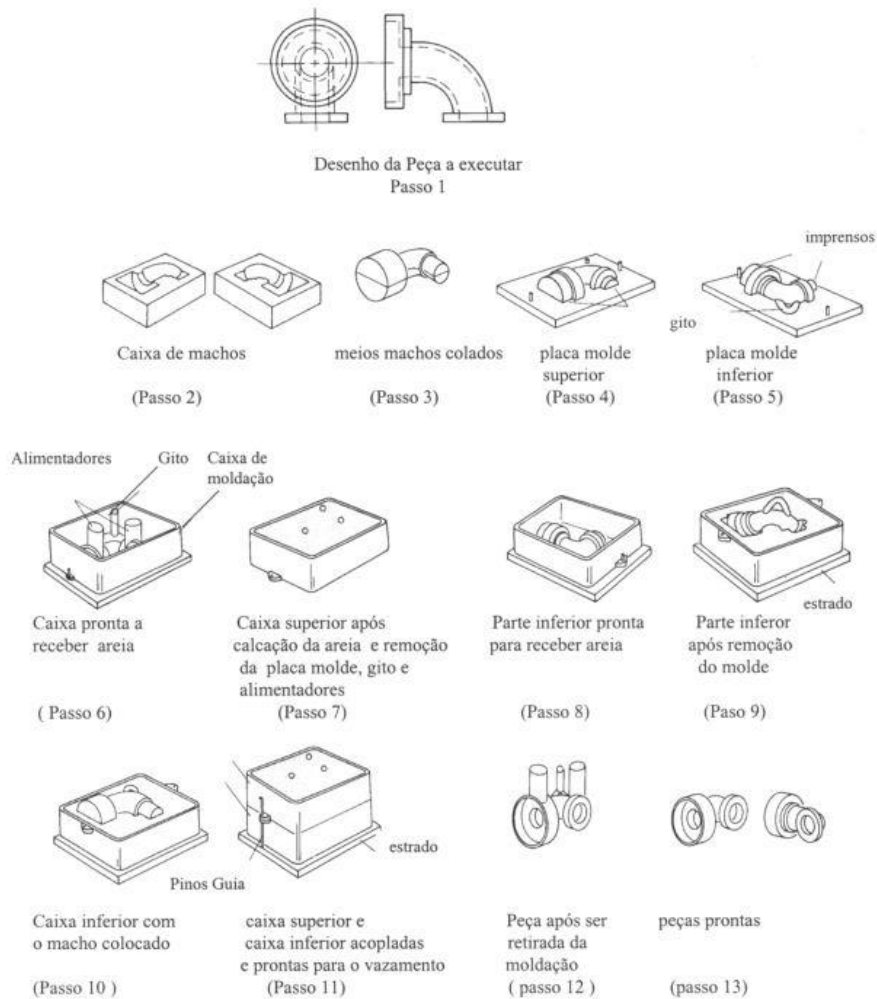 Desenho da Peça a executar
Passo 1
imprensos
gito
Caixa de machos
(Passo 2)
meios machos colados
(Passo 3)
placa molde
superior
(Passo 4)
placa molde
inferior
(Passo 5)
Alimentadores
Gito
Caixa de
moldação
Caixa pronta a
receber areia
( Passo 6)
Caixa superior após
calcação da areia e remoção
da placa molde, gito e
alimentadores
(Passo 7)
Parte inferior pronta
para receber areia
(Passo 8)
estrado
Parte inferor
após remoção
do molde
(Paso 9)
Caixa inferior com
o macho colocado
(Passo 10 )
Pinos Guia
estrado
caixa superior e
caixa inferior acopladas
e prontas para o vazamento
(Passo 11)
Peça após ser
retirada da
moldação
( passo 12 )
peças prontas
(passo 13)